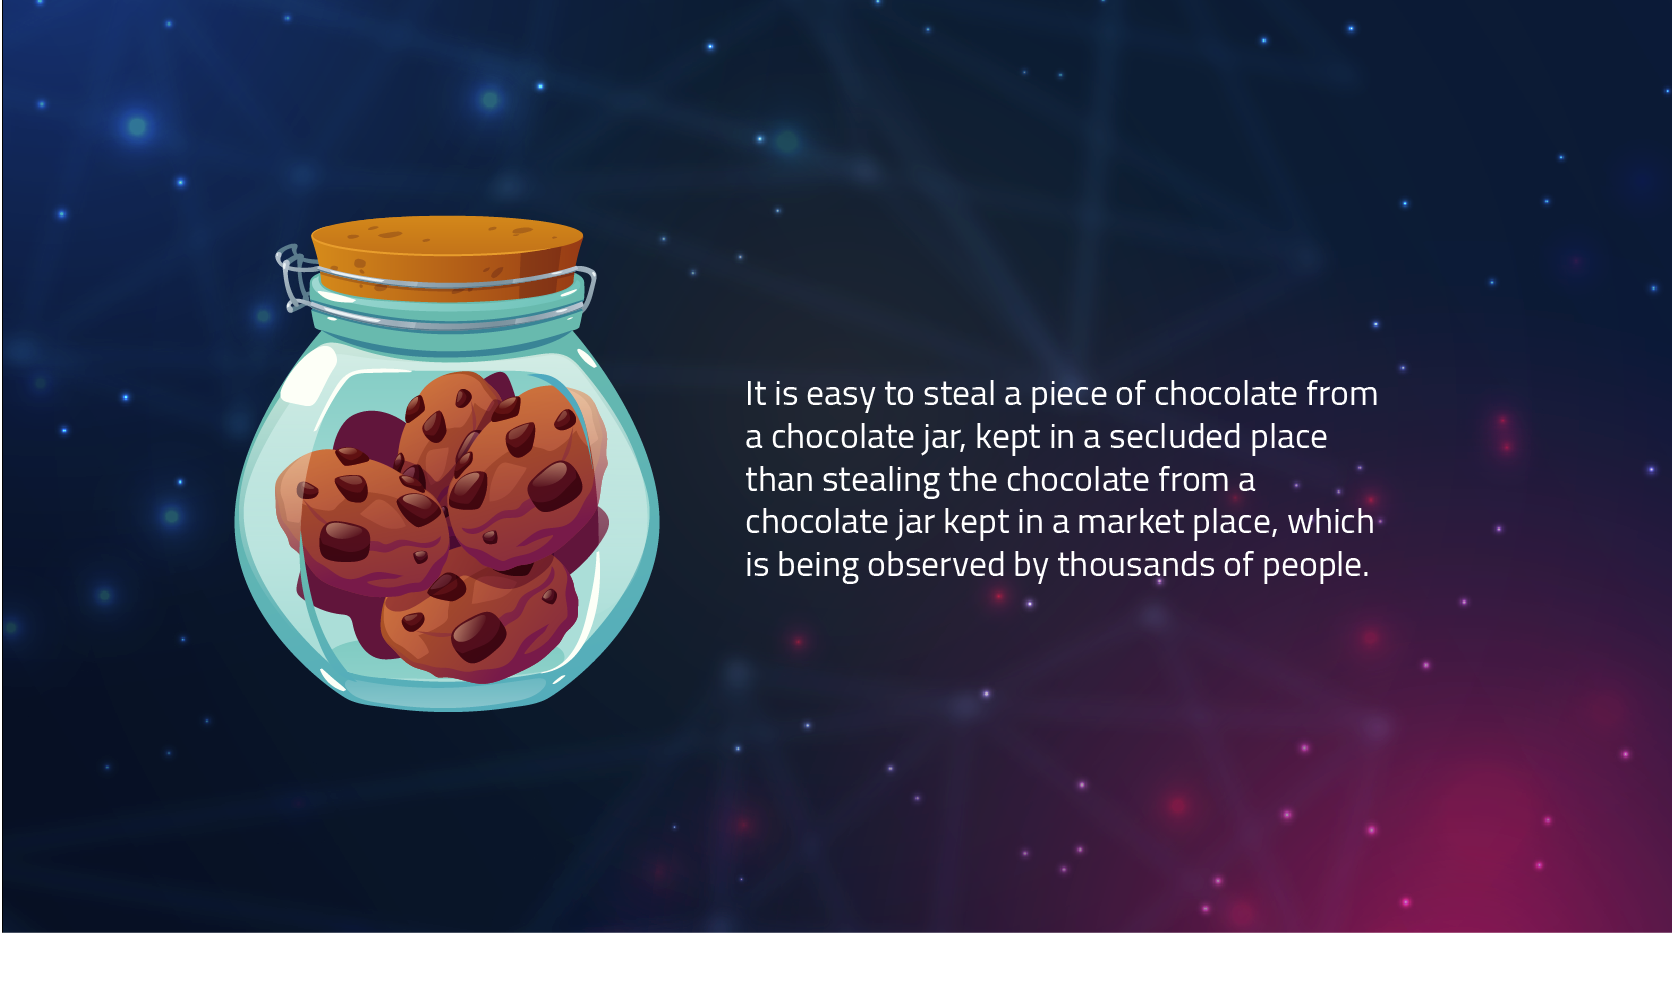 It is easy to steal a piece of chocolate from
a chocolate jar, kept in a secluded place
than stealing the chocolate from a
chocolate jar kept in a market place, which
is being observed by thousands of people.